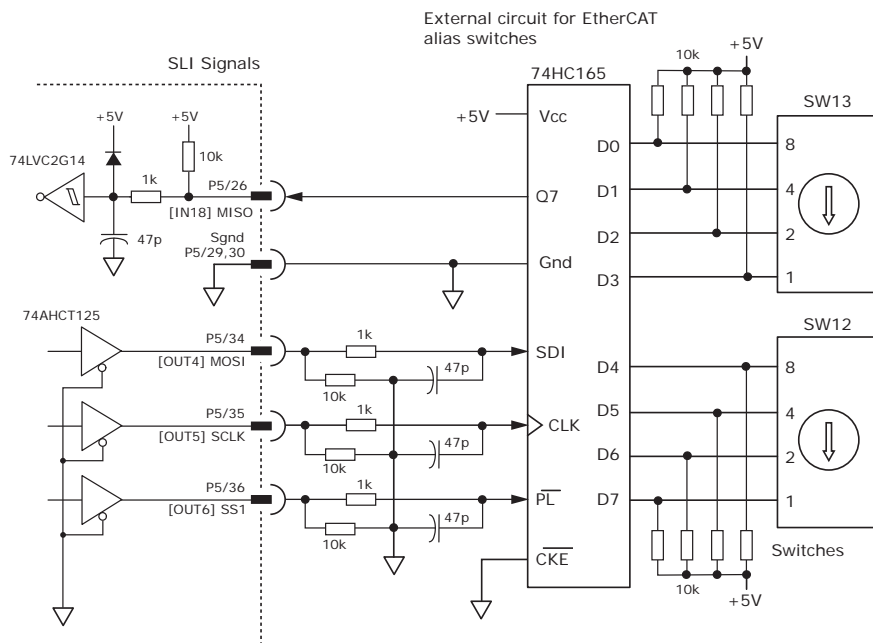 External circuit for EtherCAT
alias switches
SLI Signals
74HC165
10k
+5V
SW13
+5V
+5V
+5V
Vcc
74LVC2G14
10k
1k
P5/26
[IN18] MISO
Q7
D0
8
D1
4
D2
2
D3
1
47p
Sgnd
P5/29,30
Gnd
SW12
74AHCT125
P5/34
[OUT4] MOSI
1k
47p
10k
SDI
D4
8
P5/35
[OUT5] SCLK
1k
47p
10k
CLK
D5
4
D6
2
P5/36
[OUT6] SS1
1k
47p
10k
PL
D7
1
CKE
Switches
10k
+5V